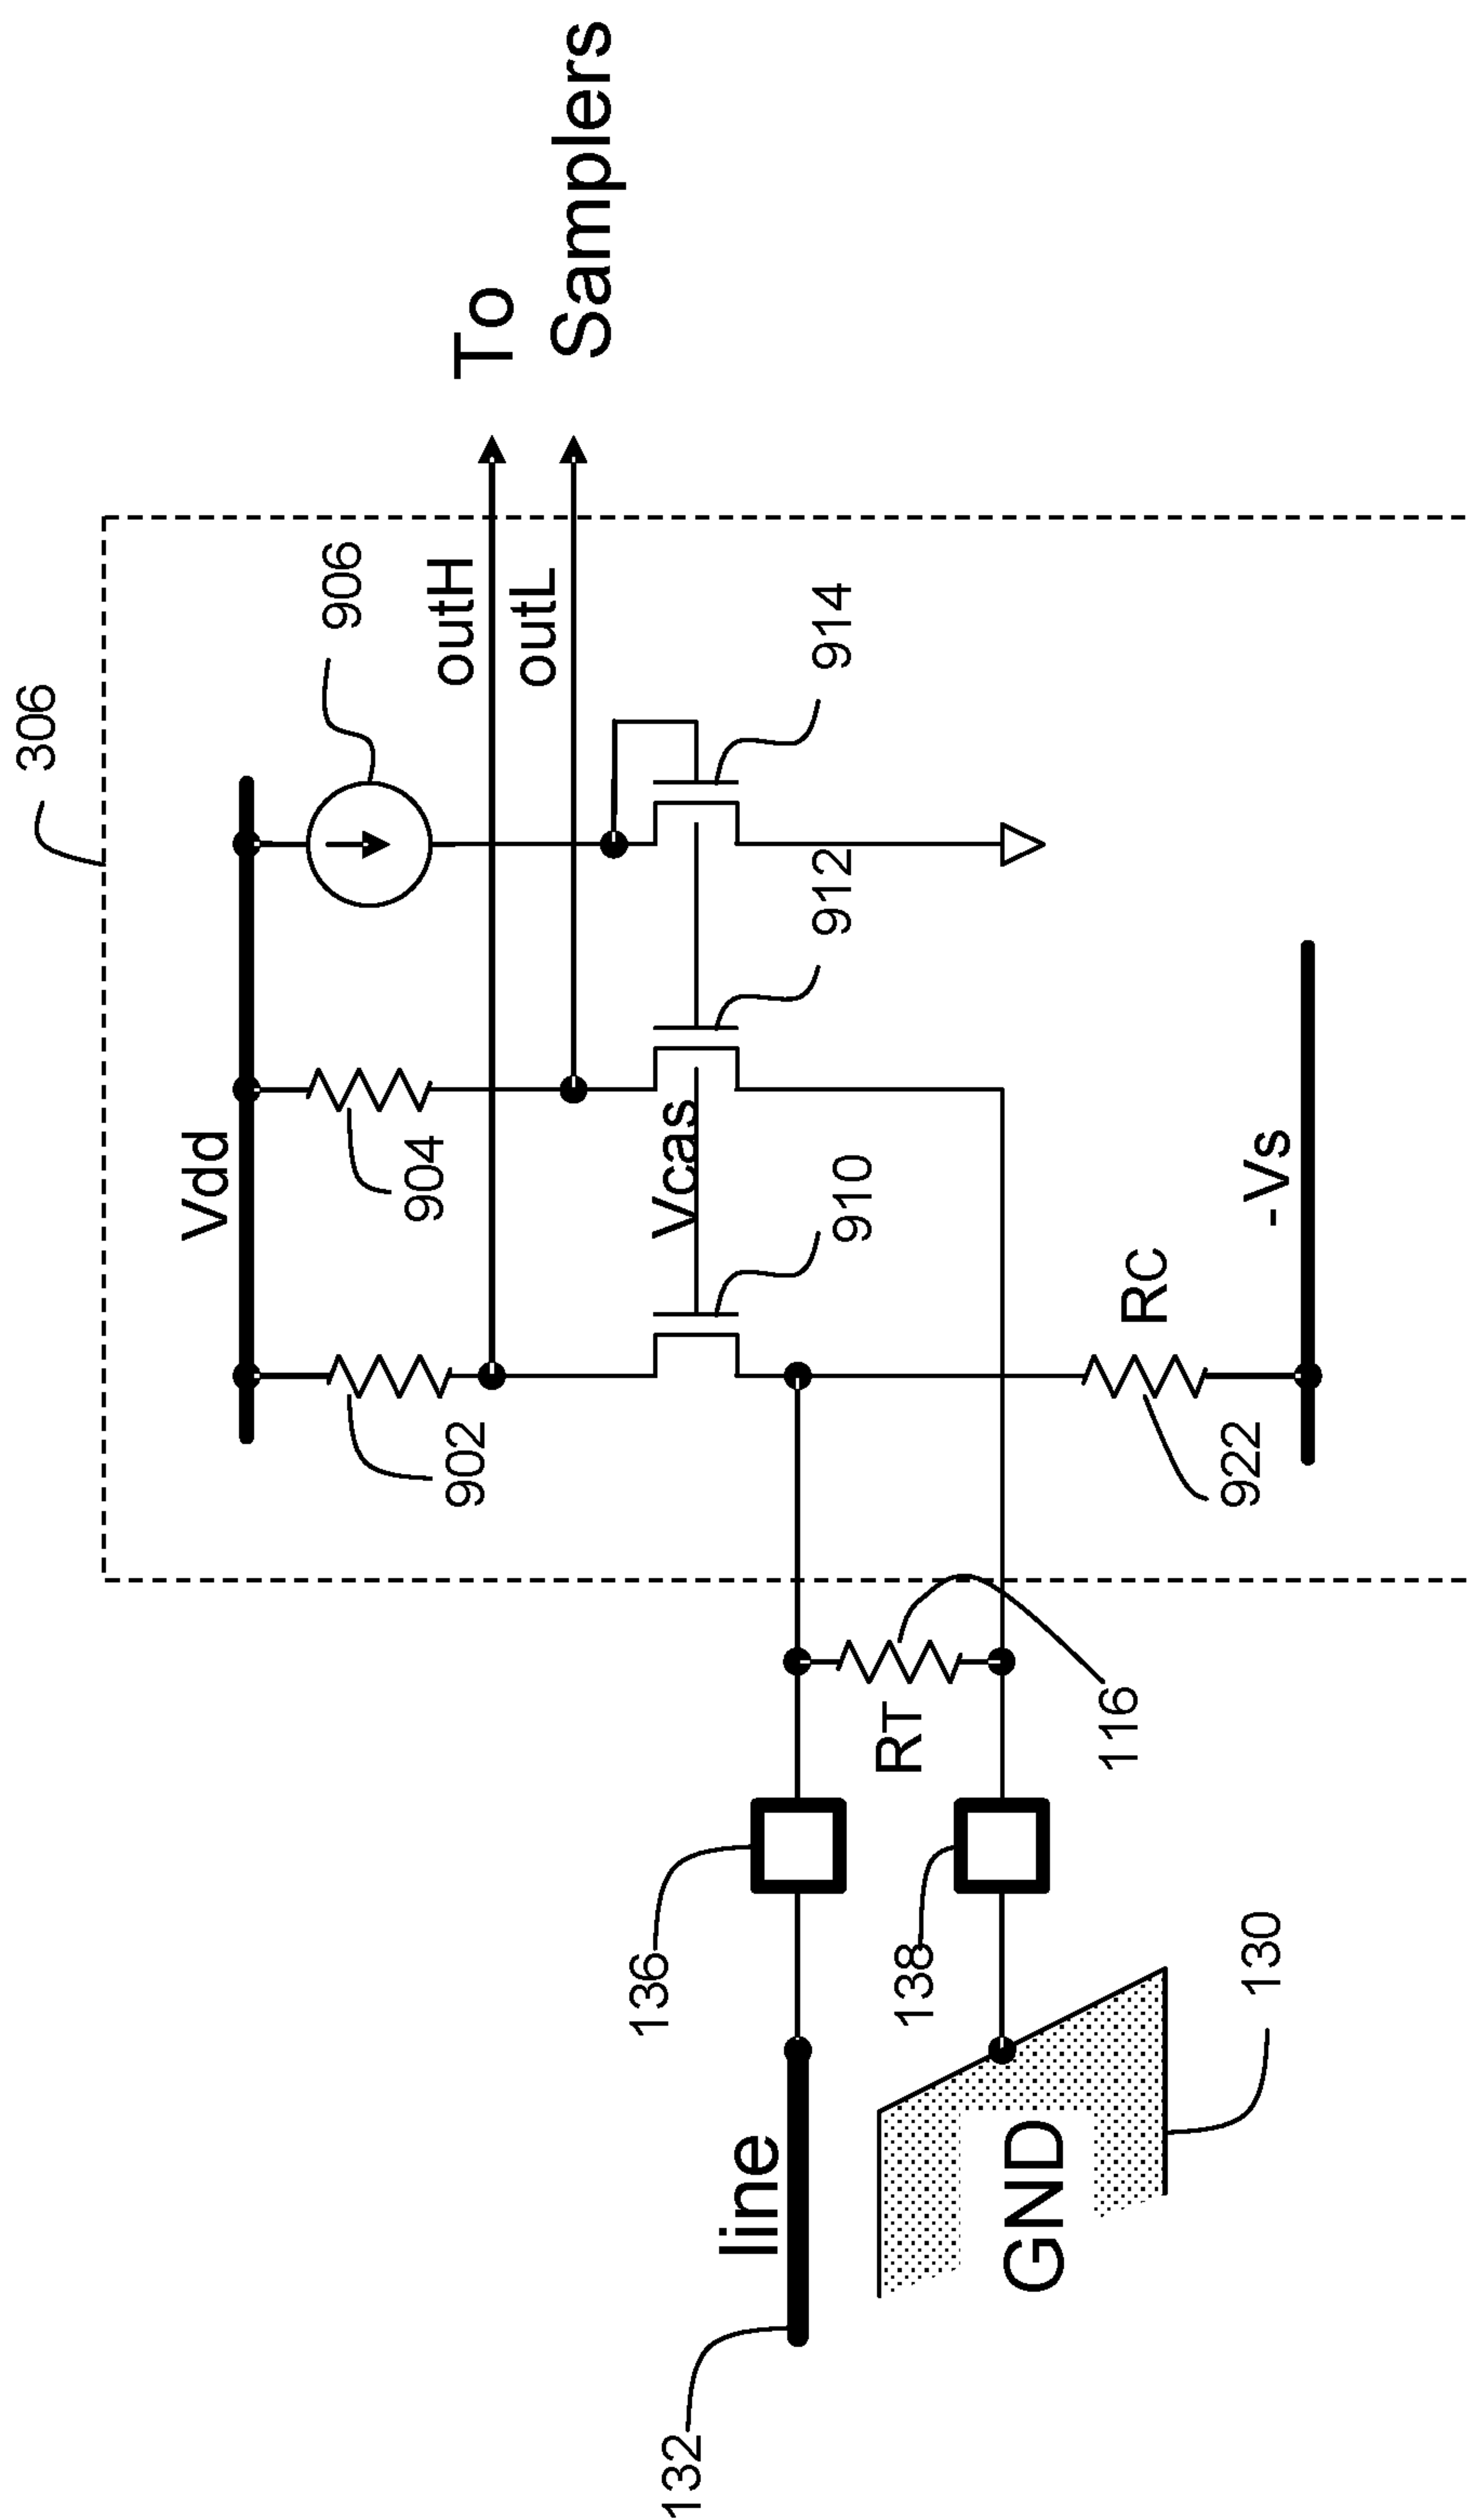 306
906
Vdd
904
902
outH
outL
To
Samplers
Vcas
914
912
910
RC
922
-Vs
136
RT
116
138
line
132
GND
130